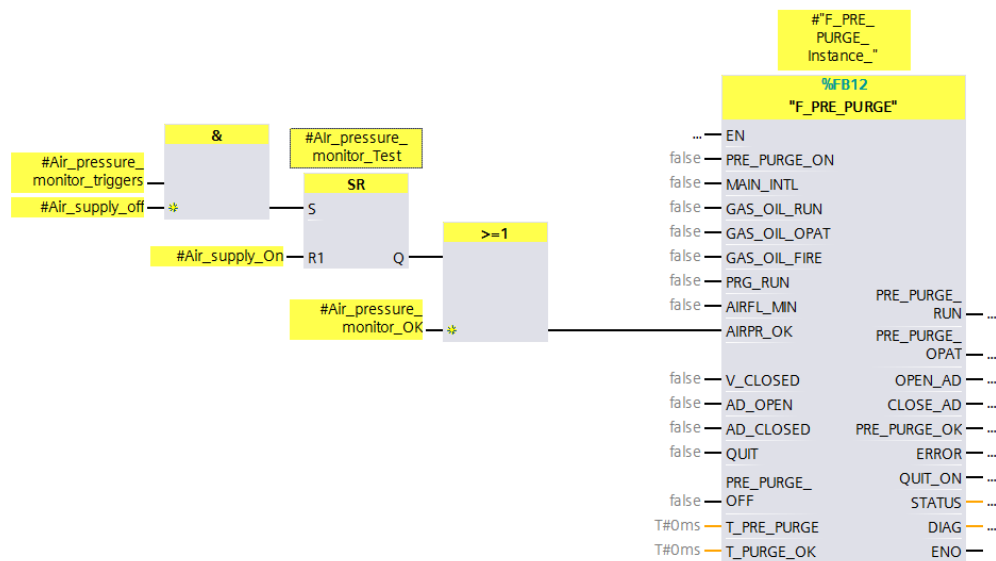 #"F_PRE_
PURGE_
Instance_"
%FB12
"F_PRE_PURGE"
&
#Air_pressure_
monitor_triggers
#Air_supply_off
#AIr_pressure_
monitor_Test
SR
S
#Air_supply_On
R1
Q
>=1
#Air_pressure_
monitor_OK
... EN
false PRE_PURGE_ON
false MAIN_INTL
false GAS_OIL_RUN
false GAS_OIL_OPAT
false GAS_OIL_FIRE
false PRG_RUN
false AIRFL_MIN
AIRPR_OK
false V_CLOSED
false AD_OPEN
false AD_CLOSED
false QUIT
PRE_PURGE_
false OFF
T#0ms T_PRE_PURGE
T#0ms T_PURGE_OK
PRE_PURGE_
RUN ...
PRE_PURGE_
OPAT ...
OPEN_AD ...
CLOSE_AD ...
PRE_PURGE_OK ...
ERROR ...
QUIT_ON ...
STATUS ...
DIAG ...
ENO